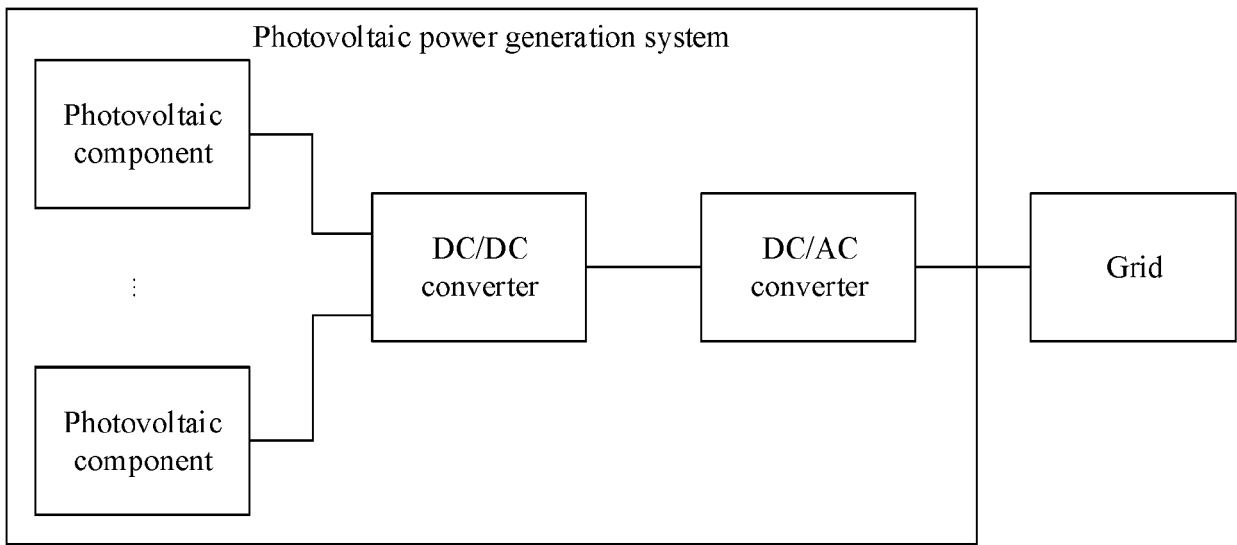 Photovoltaic power generation system
Photovoltaic
component
DC/DC
converter
DC/AC
converter
Grid
⋮
Photovoltaic
component